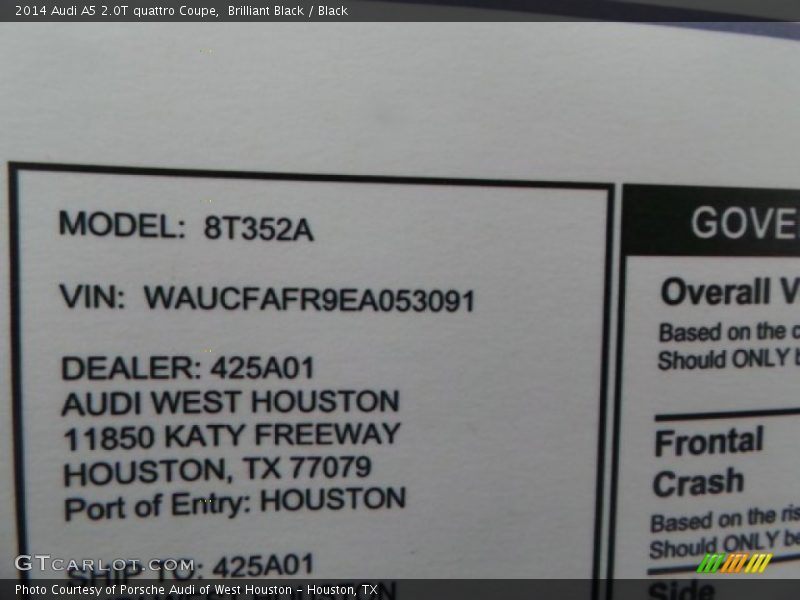 2014 Audi A5 2.0T quattro Coupe,  Brilliant Black / Black
MODEL: 8T352A
VIN: WAUCFAFR9EA053091
DEALER: 425A01
AUDI WEST HOUSTON
11850 KATY FREEWAY
HOUSTON, TX 77079
Port of Entry: HOUSTON
SHIP TO: 425A01
GOVE
Overall V
Based on the c
Should ONLY b
Frontal
Crash
Based on the ris
Should ONLY be
Side
GTCARLOT.COM
Photo Courtesy of Porsche Audi of West Houston - Houston, TX